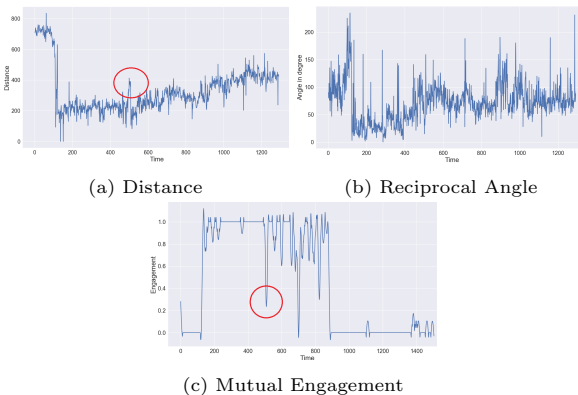 800
600
400
200
0
Distance
0 200 400 600 800 1000 1200
Time
(a) Distance
200
150
100
50
0
Angle in degree
0 200 400 600 800 1000 1200
Time
(b) Reciprocal Angle
1.0
0.8
0.6
0.4
0.2
0.0
Engagement
0 200 400 600 800 1000 1200 1400
Time
(c) Mutual Engagement